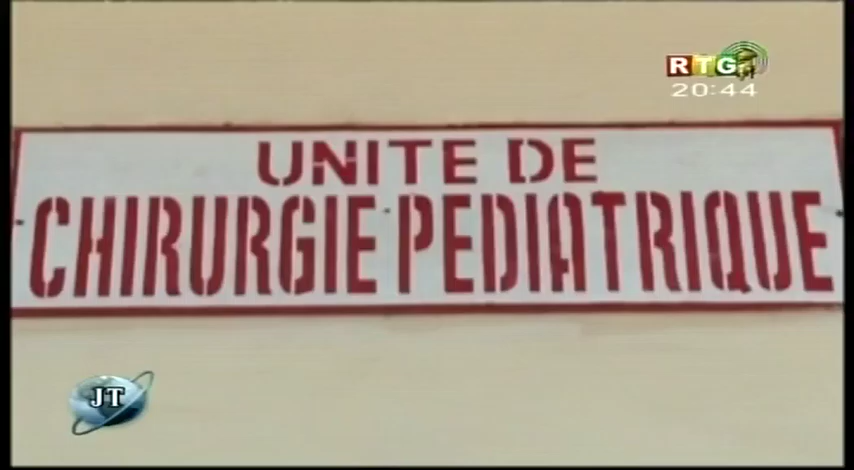 RTG
20:44
UNITE DE
CHIRURGIE PEDIATRIQUE
JT